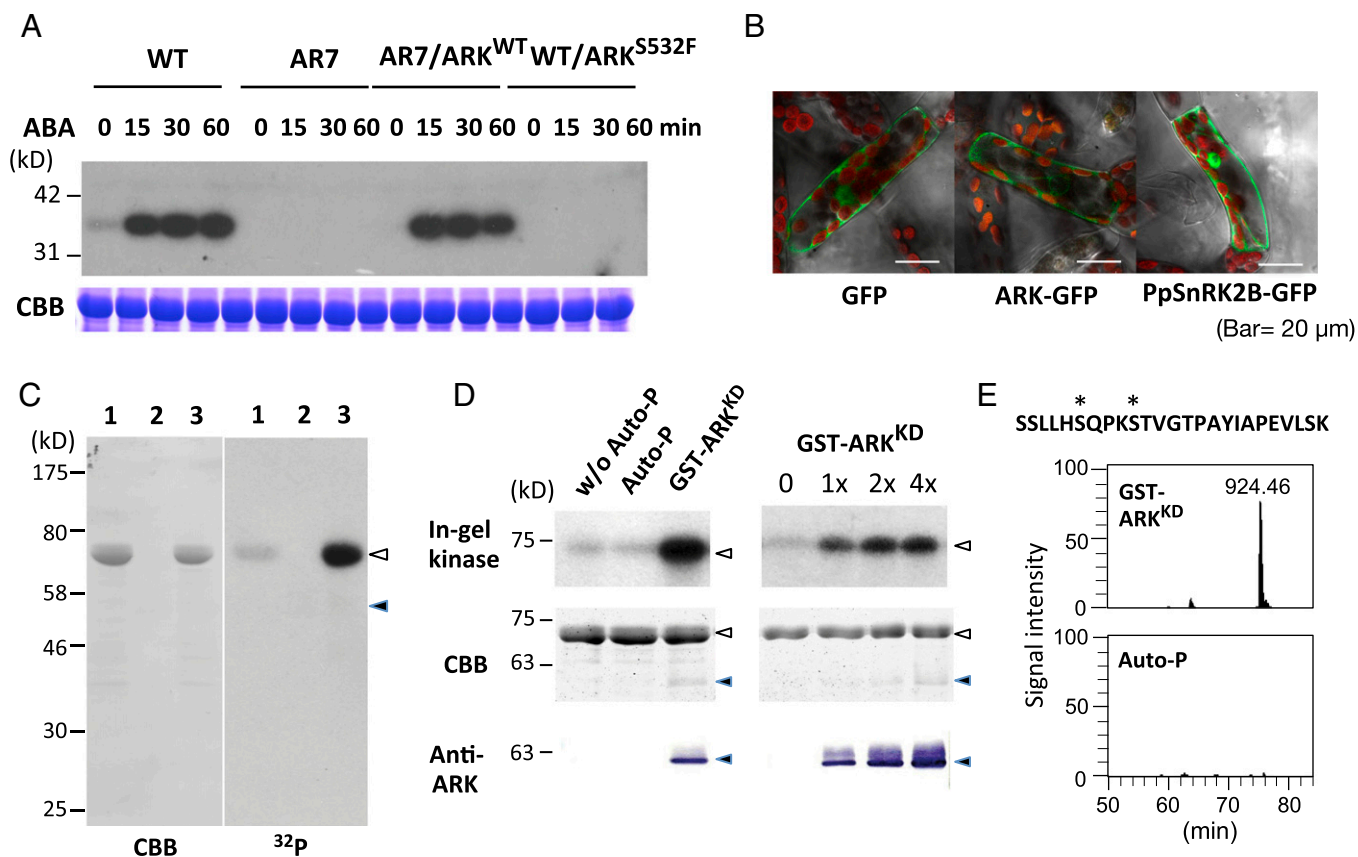 A
WT AR7 AR7/ARK^WT WT/ARK^S532F
ABA 0 15 30 60 0 15 30 60 0 15 30 60 0 15 30 60 min
(kD)
42
31
CBB
B
GFP ARK-GFP PpSnRK2B-GFP
(Bar= 20 µm)
C
1 2 3 1 2 3
(kD)
175
80
58
46
30
25
CBB ^32P
D
w/o Auto-P Auto-P GST-ARK^KD
GST-ARK^KD
(kD) 0 1x 2x 4x
In-gel
kinase
75
75
CBB
63
Anti-
ARK
63
E
* *
SSLLHSQPKSTVGTPAYIAPEVLSK
100
GST-
ARK^KD
924.46
50
0
100
Auto-P
50
0
Signal intensity
50 60 70 80
(min)